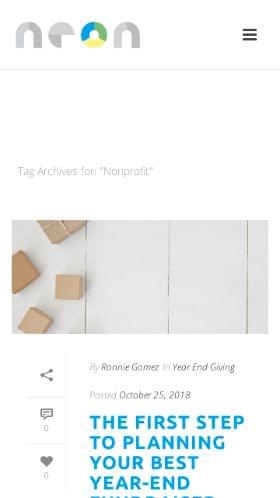 neon
Tag Archives for: "Nonprofit"
By Ronnie Gomez In Year End Giving
Posted October 25, 2018
0
0
THE FIRST STEP
TO PLANNING
YOUR BEST
YEAR-END
FUNDRAISER